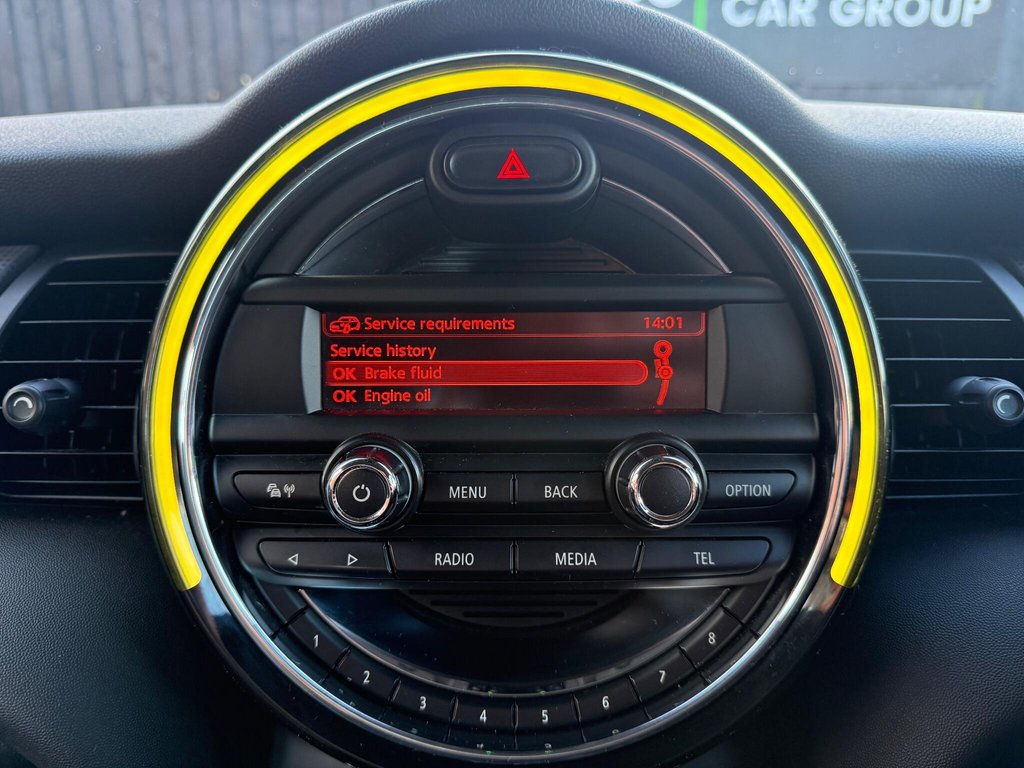 CAR GROUP
Service requirements 14:01
Service history
OK Brake fluid
OK Engine oil
MENU BACK OPTION
RADIO MEDIA TEL
1 2 3 4 5 6 7 8